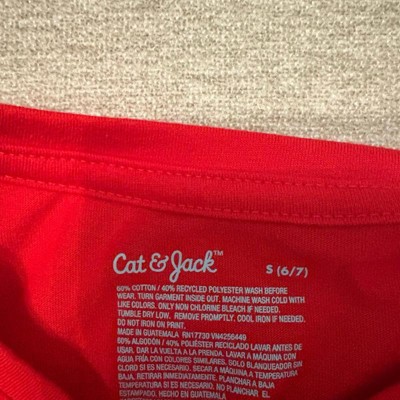 Cat & Jack™
S (6/7)
60% COTTON / 40% RECYCLED POLYESTER WASH BEFORE
WEAR. TURN GARMENT INSIDE OUT. MACHINE WASH COLD WITH
LIKE COLORS. ONLY NON CHLORINE BLEACH IF NEEDED.
TUMBLE DRY LOW. REMOVE PROMPTLY. COOL IRON IF NEEDED.
DO NOT IRON ON PRINT.
MADE IN GUATEMALA RN17730 VN4256449
60% ALGODÓN / 40% POLIÉSTER RECICLADO LAVAR ANTES DE
USAR. DAR LA VUELTA A LA PRENDA. LAVAR A MÁQUINA CON
AGUA FRÍA CON COLORES SIMILARES. SOLO BLANQUEADOR SIN
CLORO SI ES NECESARIO. SECAR A MÁQUINA A TEMPERATURA
BAJA. RETIRAR INMEDIATAMENTE. PLANCHAR A BAJA
TEMPERATURA SI ES NECESARIO. NO PLANCHAR
EL ESTAMPADO.
HECHO EN GUATEMALA